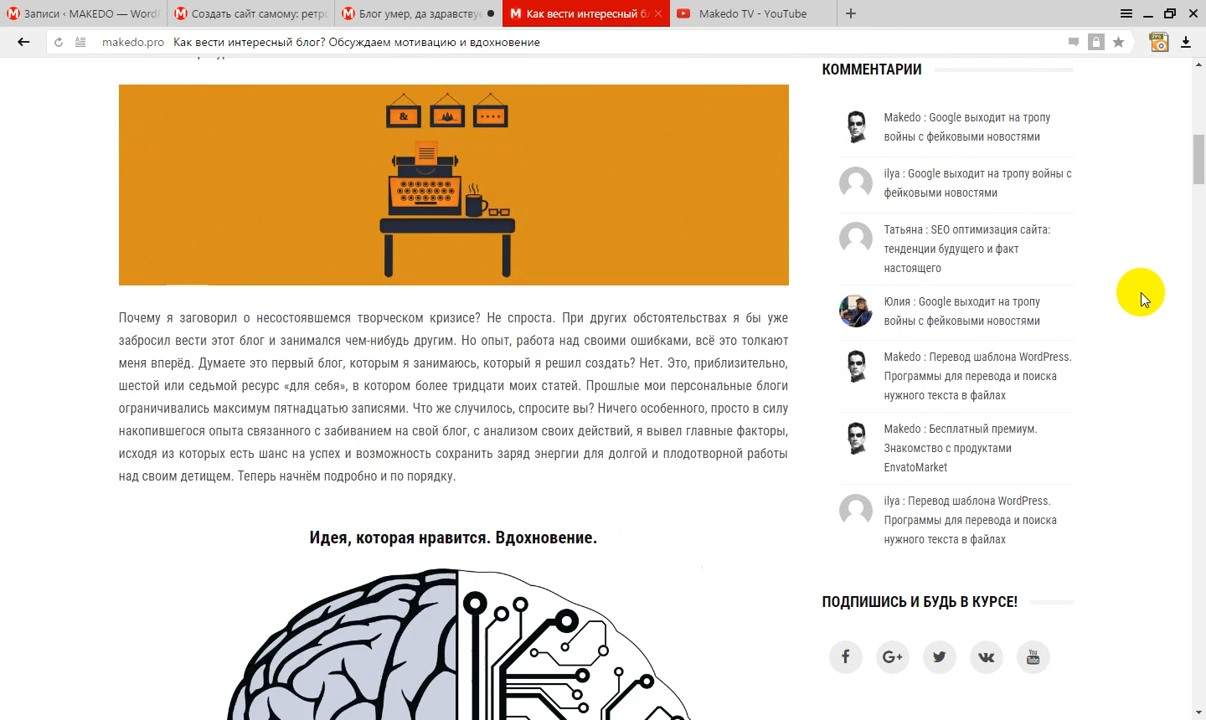 Записи ‹ MAKEDO — Word
Создать сайт самому: ретро
Блог умер, да здравствуе
Как вести интересный бл
Makedo TV - YouTube
makedo.pro Как вести интересный блог? Обсуждаем мотивацию и вдохновение
&
Почему я заговорил о несостоявшемся творческом кризисе? Не спроста. При других обстоятельствах я бы уже
забросил вести этот блог и занимался чем-нибудь другим. Но опыт, работа над своими ошибками, всё это толкают
меня вперёд. Думаете это первый блог, которым я занимаюсь, который я решил создать? Нет. Это, приблизительно,
шестой или седьмой ресурс «для себя», в котором более тридцати моих статей. Прошлые мои персональные блоги
ограничивались максимум пятнадцатью записями. Что же случилось, спросите вы? Ничего особенного, просто в силу
накопившегося опыта связанного с забиванием на свой блог, с анализом своих действий, я вывел главные факторы,
исходя из которых есть шанс на успех и возможность сохранить заряд энергии для долгой и плодотворной работы
над своим детищем. Теперь начнём подробно и по порядку.
Идея, которая нравится. Вдохновение.
КОММЕНТАРИИ
Makedo : Google выходит на тропу
войны с фейковыми новостями
ilya : Google выходит на тропу войны с
фейковыми новостями
Татьяна : SEO оптимизация сайта:
тенденции будущего и факт
настоящего
Юлия : Google выходит на тропу
войны с фейковыми новостями
Makedo : Перевод шаблона WordPress.
Программы для перевода и поиска
нужного текста в файлах
Makedo : Бесплатный премиум.
Знакомство с продуктами
EnvatoMarket
ilya : Перевод шаблона WordPress.
Программы для перевода и поиска
нужного текста в файлах
ПОДПИШИСЬ И БУДЬ В КУРСЕ!